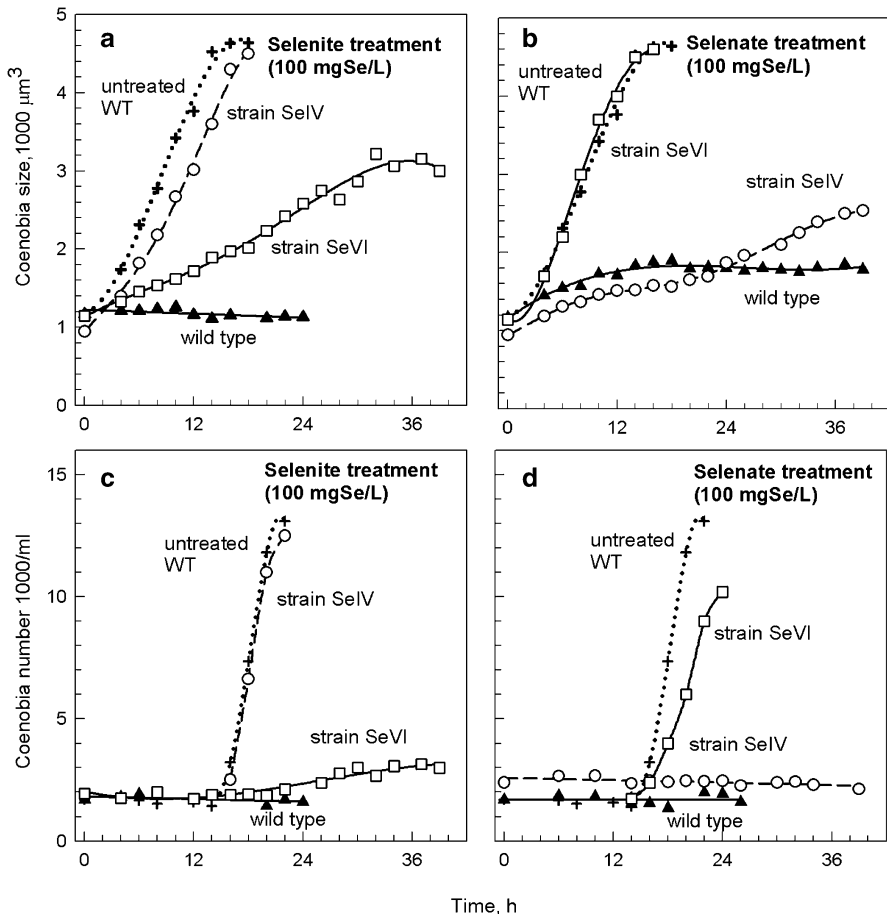 a
Selenite treatment
(100 mgSe/L)
untreated
WT
strain SeIV
strain SeVI
wild type
Coenobia size,1000 μm³
5
4
3
2
1
0
0
12
24
36
b
Selenate treatment
(100 mgSe/L)
untreated
WT
strain SeVI
strain SeIV
wild type
0
12
24
36
c
Selenite treatment
(100 mgSe/L)
untreated
WT
strain SeIV
strain SeVI
wild type
Coenobia number 1000/ml
15
10
5
0
0
12
24
36
d
Selenate treatment
(100 mgSe/L)
untreated
WT
strain SeVI
strain SeIV
wild type
0
12
24
36
Time, h